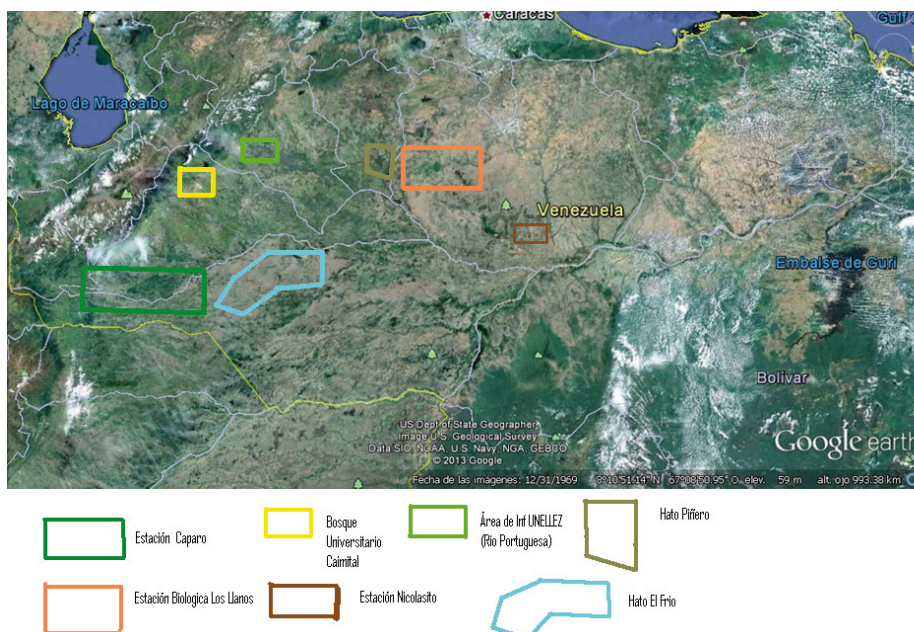 Caracas
Gulf
Lago de Maracaibo
Venezuela
Embalse de Guri
Bolívar
US Dept of State Geographer
Image U.S. Geological Survey
Data SIO, NOAA, U.S. Navy, NGA, GEBCO
© 2013 Google
Google earth
Fecha de las imágenes: 12/31/1969 8°10'51.14" N 67°08'50.95" O elev. 59 m alt. ojo 993.38 km
Estación Caparo
Bosque
Universitario
Caimital
Área de Inf UNELLEZ
(Rio Portuguesa)
Hato Piñero
Estación Biologica Los Llanos
Estación Nicolasito
Hato El Frio